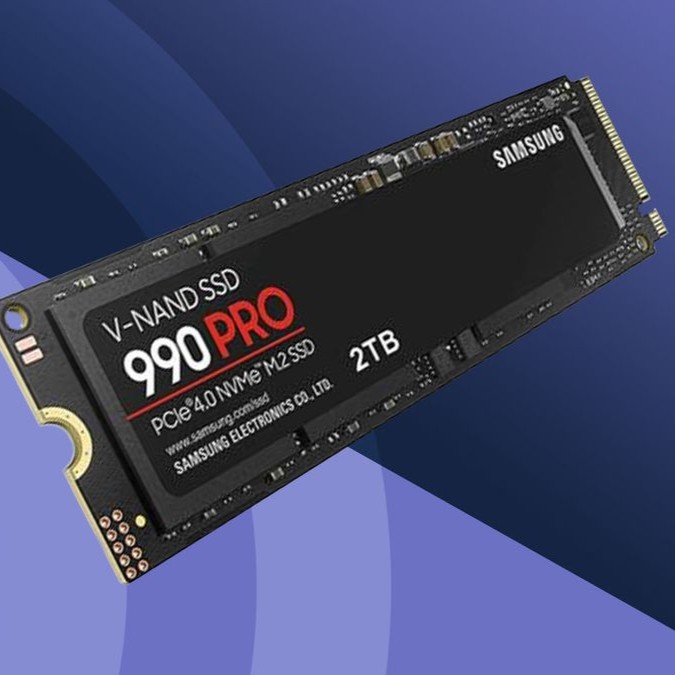 SAMSUNG
V-NAND SSD
990 PRO
PCIe® 4.0 NVMe™ M.2 SSD
2TB
www.samsung.com/ssd
SAMSUNG ELECTRONICS CO., LTD.